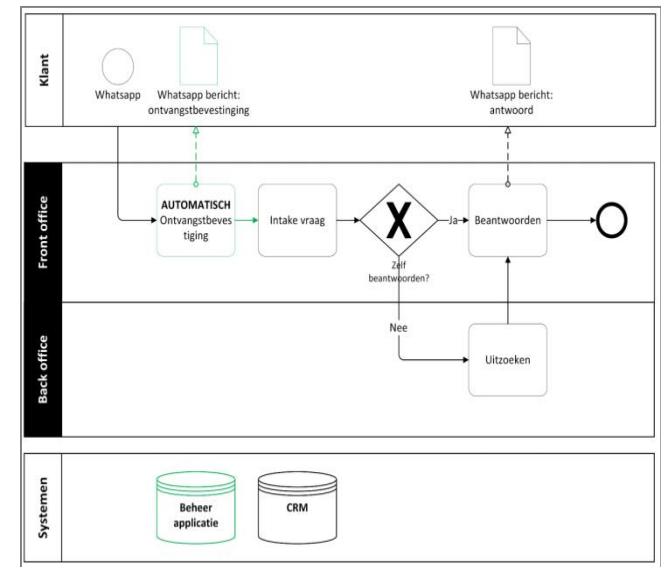 Klant
Whatsapp
Whatsapp bericht:
ontvangstbevestinging
Whatsapp bericht:
antwoord
Front office
AUTOMATISCH
Ontvangstbeves
tiging
Intake vraag
X
Ja
Beantwoorden
Zelf
beantwoorden?
Back office
Nee
Uitzoeken
Systemen
Beheer
applicatie
CRM